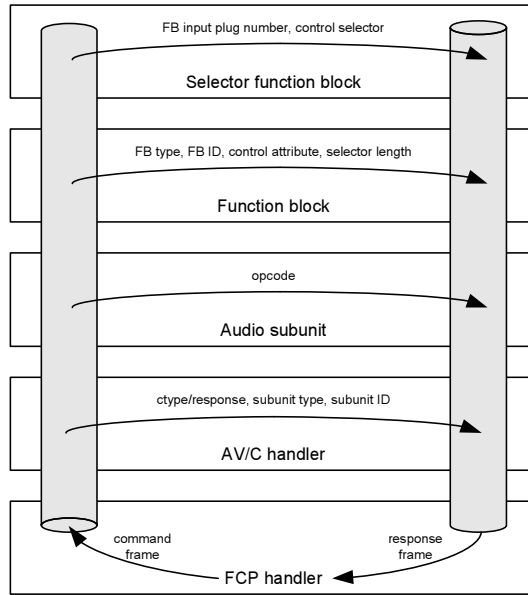 FB input plug number, control selector
Selector function block
FB type, FB ID, control attribute, selector length
Function block
opcode
Audio subunit
ctype/response, subunit type, subunit ID
AV/C handler
command
frame
response
frame
FCP handler